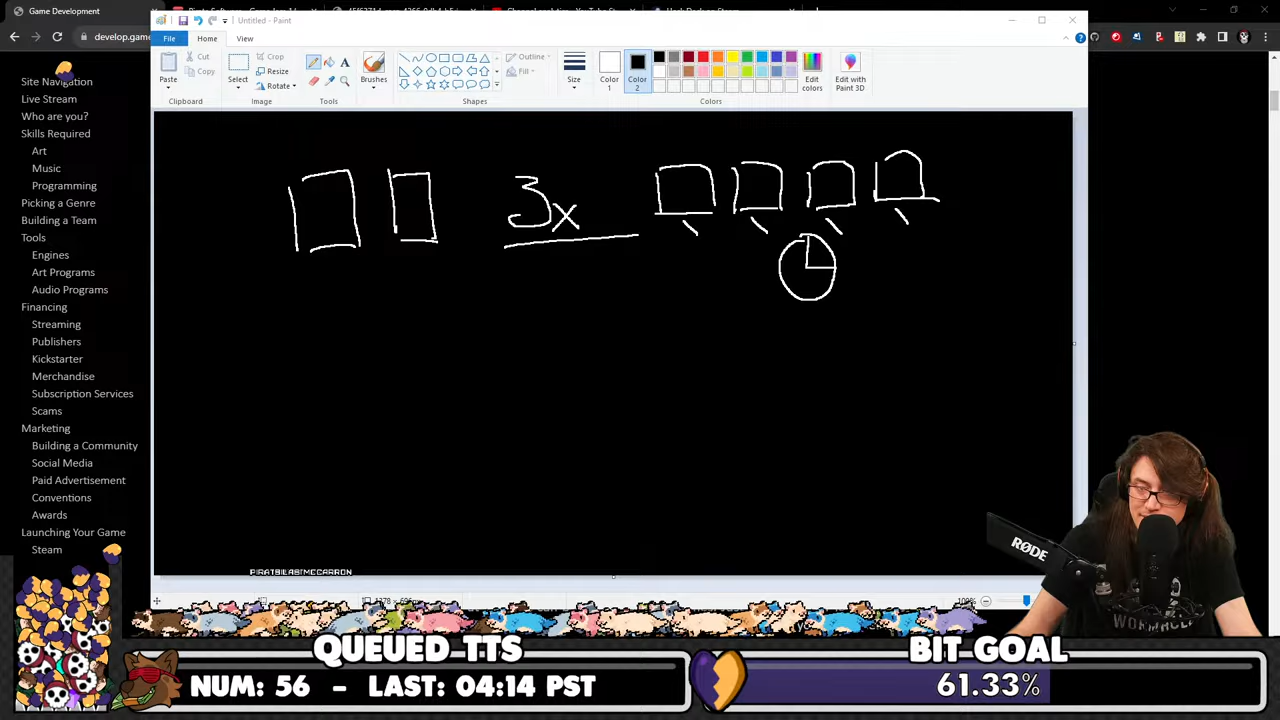 Game Development
Untitled - Paint
develop.game
File
Home
View
Paste
Cut
Copy
Clipboard
Select
Crop
Resize
Rotate
Image
Tools
Brushes
Shapes
Outline
Fill
Size
Color 1
Color 2
Colors
Edit colors
Edit with Paint 3D
Site Navigation
Live Stream
Who are you?
Skills Required
Art
Music
Programming
Picking a Genre
Building a Team
Tools
Engines
Art Programs
Audio Programs
Financing
Streaming
Publishers
Kickstarter
Merchandise
Subscription Services
Scams
Marketing
Building a Community
Social Media
Paid Advertisement
Conventions
Awards
Launching Your Game
Steam
3x
RØDE
100%
QUEUED TTS
NUM: 56 - LAST: 04:14 PST
BIT GOAL
61.33%